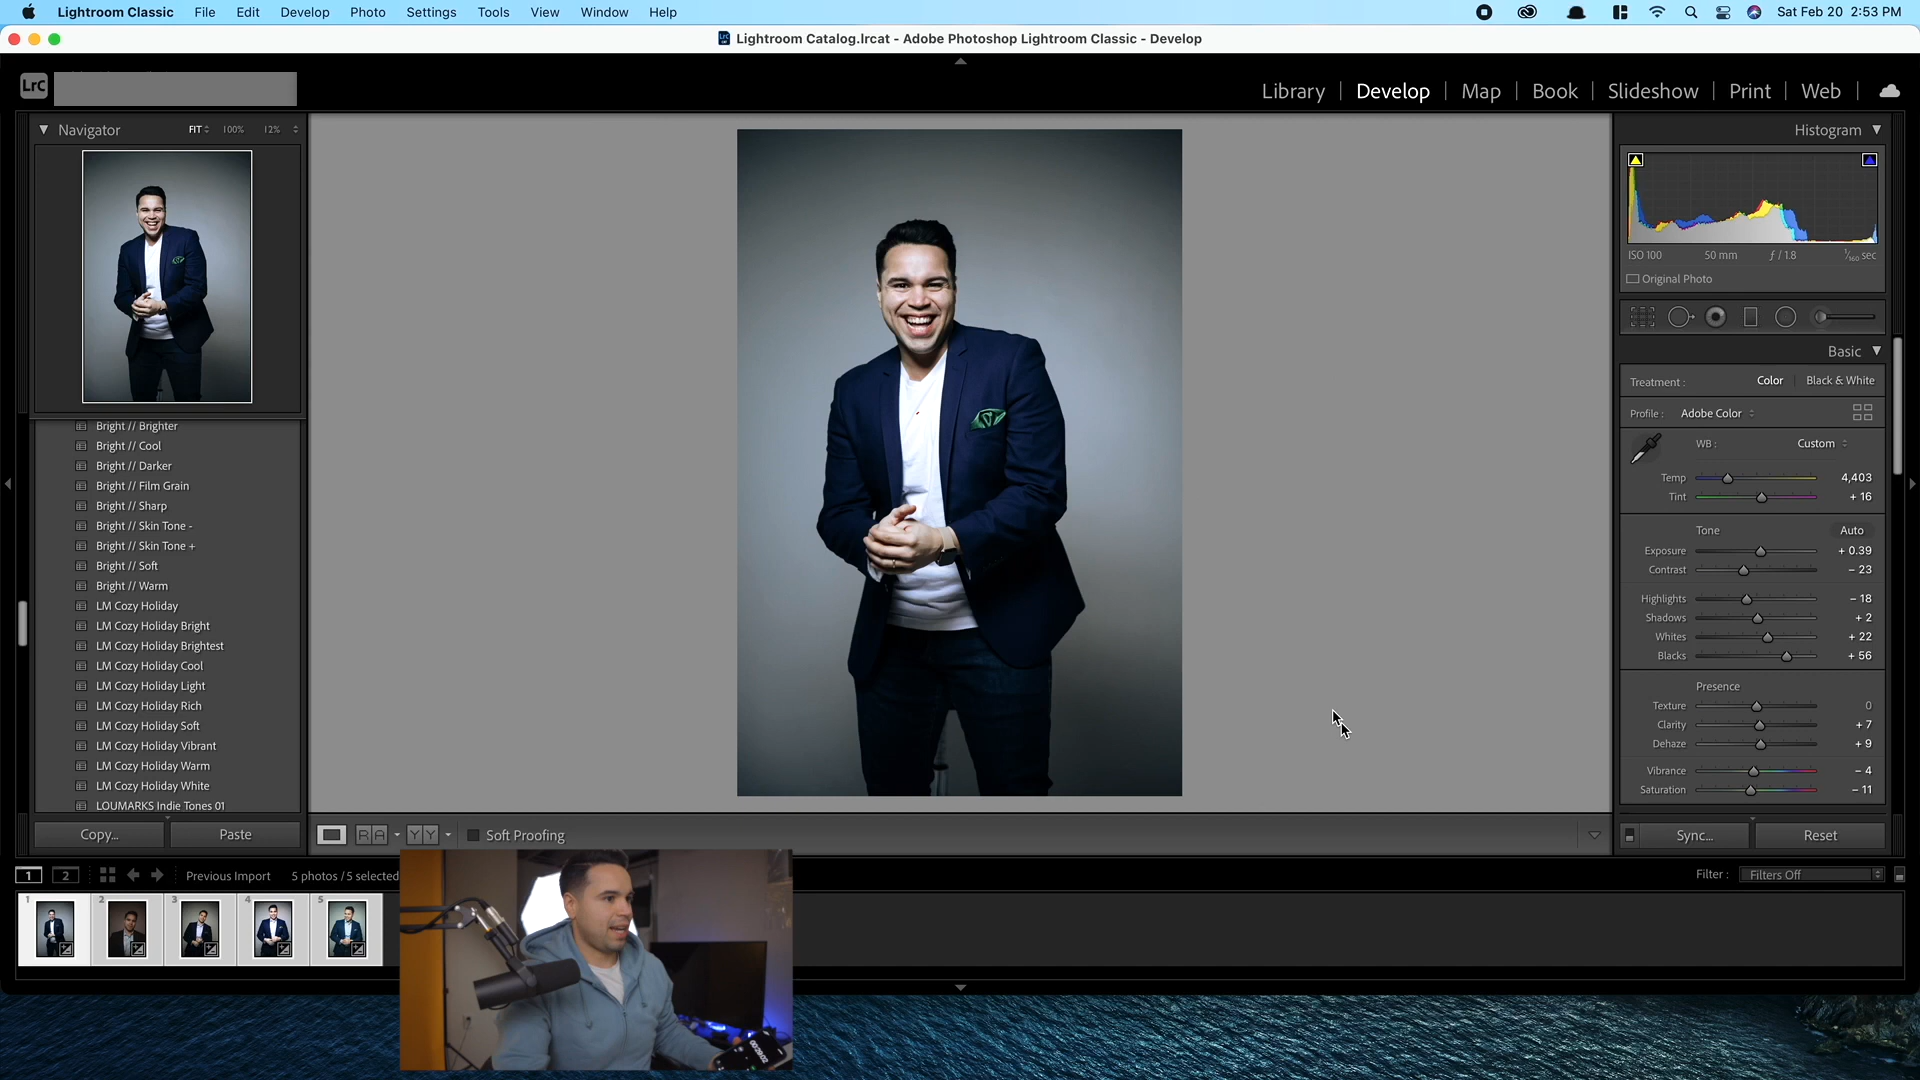 Lightroom Classic File Edit Develop Photo Settings Tools View Window Help Sat Feb 20 2:53 PM
Lightroom Catalog.lrcat - Adobe Photoshop Lightroom Classic - Develop
LrC
Library | Develop | Map | Book | Slideshow | Print | Web |
Navigator FIT 100% 12%
Bright // Brighter
Bright // Cool
Bright // Darker
Bright // Film Grain
Bright // Sharp
Bright // Skin Tone -
Bright // Skin Tone +
Bright // Soft
Bright // Warm
LM Cozy Holiday
LM Cozy Holiday Bright
LM Cozy Holiday Brightest
LM Cozy Holiday Cool
LM Cozy Holiday Light
LM Cozy Holiday Rich
LM Cozy Holiday Soft
LM Cozy Holiday Vibrant
LM Cozy Holiday Warm
LM Cozy Holiday White
LOUMARKS Indie Tones 01
Copy... Paste
Histogram
ISO 100 50 mm ƒ / 1.8 1/160 sec
Original Photo
Basic
Treatment : Color | Black & White
Profile : Adobe Color
WB : Custom
Temp 4,403
Tint + 16
Tone Auto
Exposure + 0.39
Contrast – 23
Highlights – 18
Shadows + 2
Whites + 22
Blacks + 56
Presence
Texture 0
Clarity + 7
Dehaze + 9
Vibrance – 4
Saturation – 11
R A Y Y Soft Proofing
Sync... Reset
1 2 Previous Import 5 photos / 5 selected
Filter : Filters Off
1 2 3 4 5